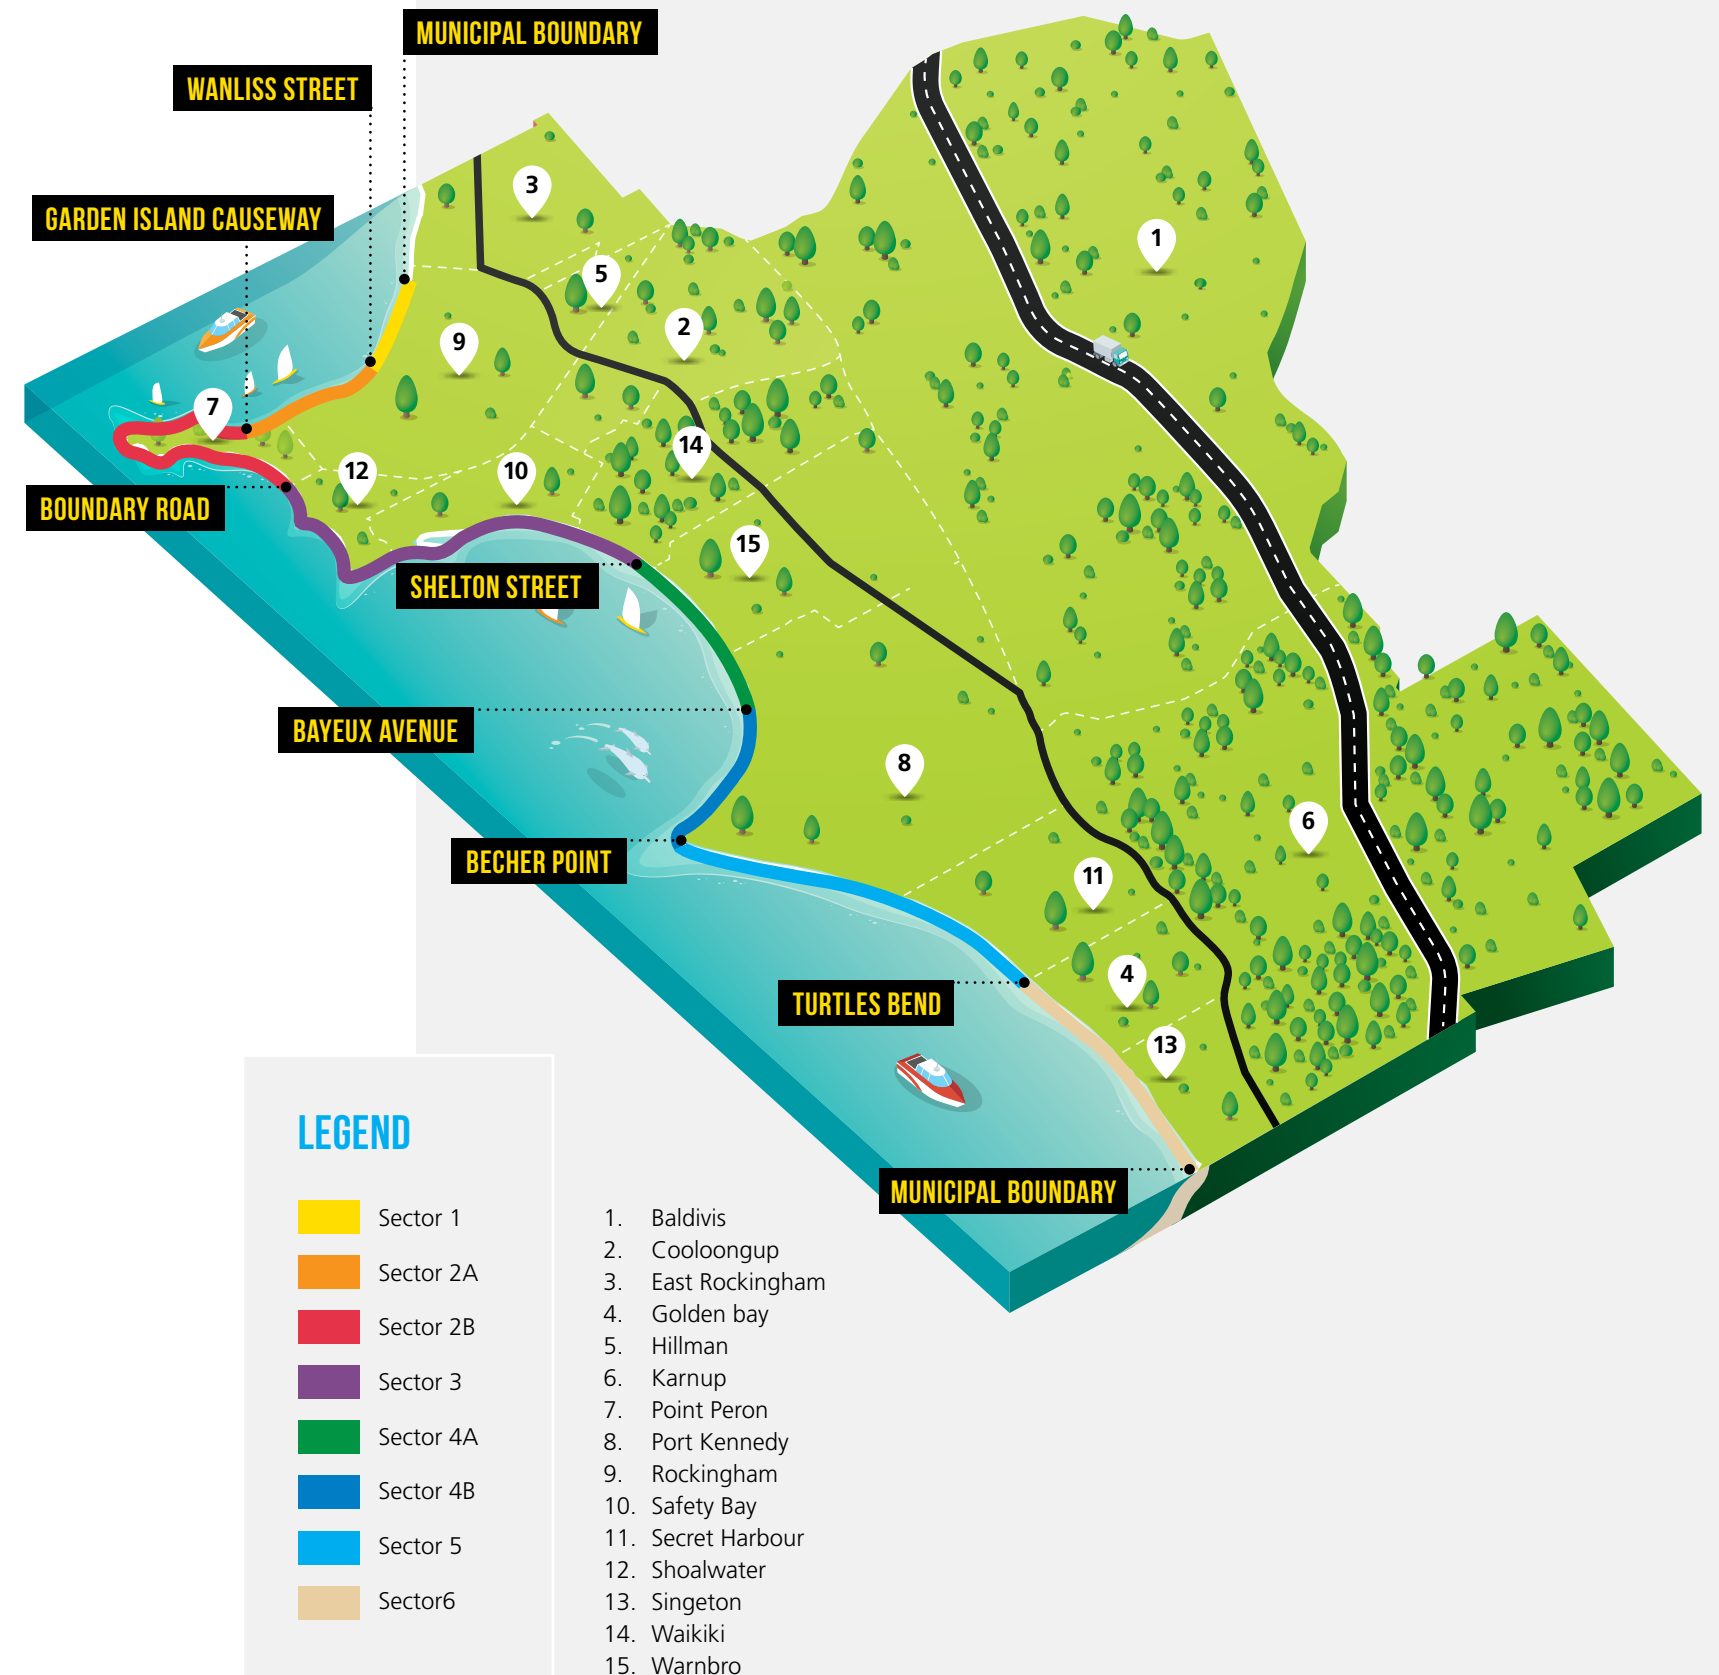 MUNICIPAL BOUNDARY
WANLISS STREET
GARDEN ISLAND CAUSEWAY
3
1
5
2
9
7
14
12
10
BOUNDARY ROAD
15
SHELTON STREET
BAYEUX AVENUE
8
6
BECHER POINT
11
4
TURTLES BEND
13
MUNICIPAL BOUNDARY
LEGEND
Sector 1
Sector 2A
Sector 2B
Sector 3
Sector 4A
Sector 4B
Sector 5
Sector6
1. Baldivis
2. Cooloongup
3. East Rockingham
4. Golden bay
5. Hillman
6. Karnup
7. Point Peron
8. Port Kennedy
9. Rockingham
10. Safety Bay
11. Secret Harbour
12. Shoalwater
13. Singeton
14. Waikiki
15. Warnbro